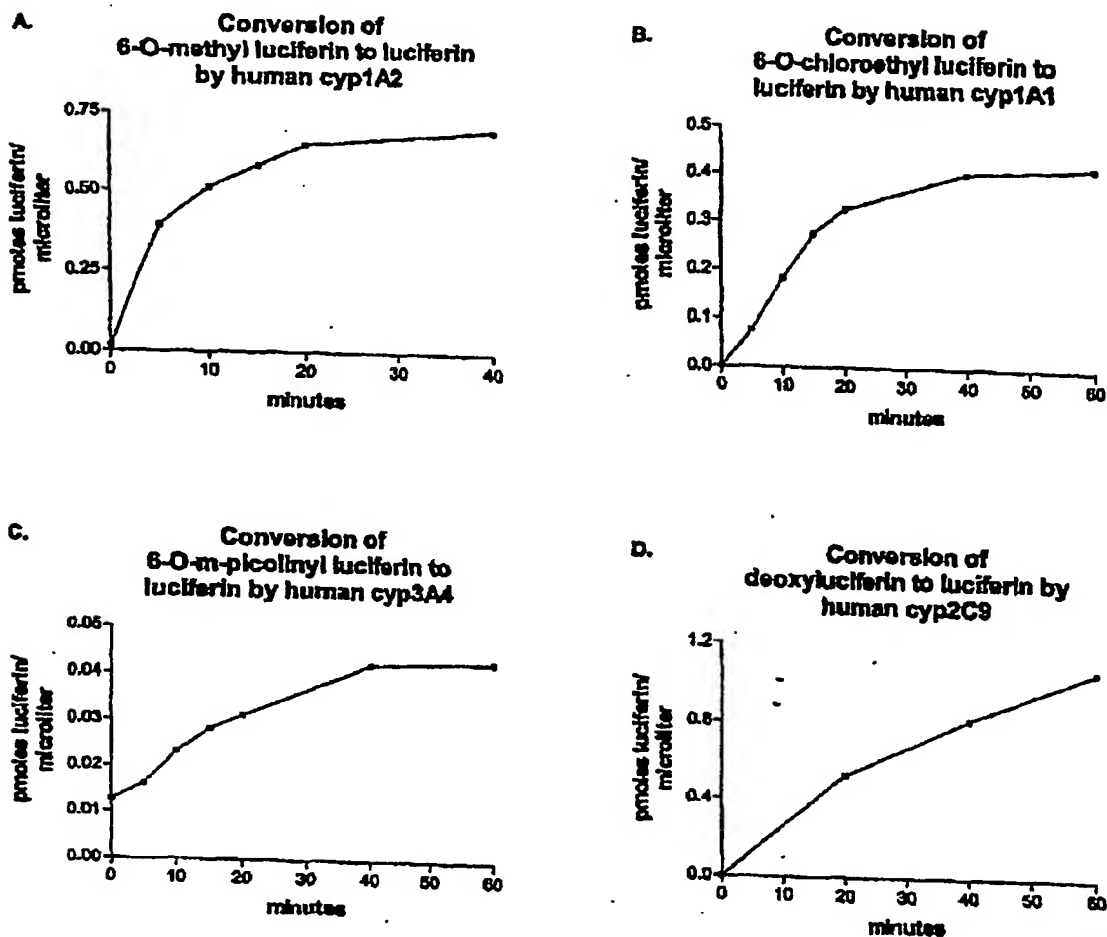 A.
Conversion of
6-O-methyl luciferin to luciferin
by human cyp1A2
pmoles luciferin/
microliter
0.75
0.50
0.25
0.00
0 10 20 30 40
minutes
B.
Conversion of
6-O-chloroethyl luciferin to
luciferin by human cyp1A1
pmoles luciferin/
microliter
0.5
0.4
0.3
0.2
0.1
0.0
0 10 20 30 40 50 60
minutes
C.
Conversion of
6-O-m-picolinyl luciferin to
luciferin by human cyp3A4
pmoles luciferin/
microliter
0.05
0.04
0.03
0.02
0.01
0.00
0 10 20 30 40 50 60
minutes
D.
Conversion of
deoxyluciferin to luciferin by
human cyp2C9
pmoles luciferin/
microliter
1.2
0.8
0.4
0.0
0 10 20 30 40 50 60
minutes